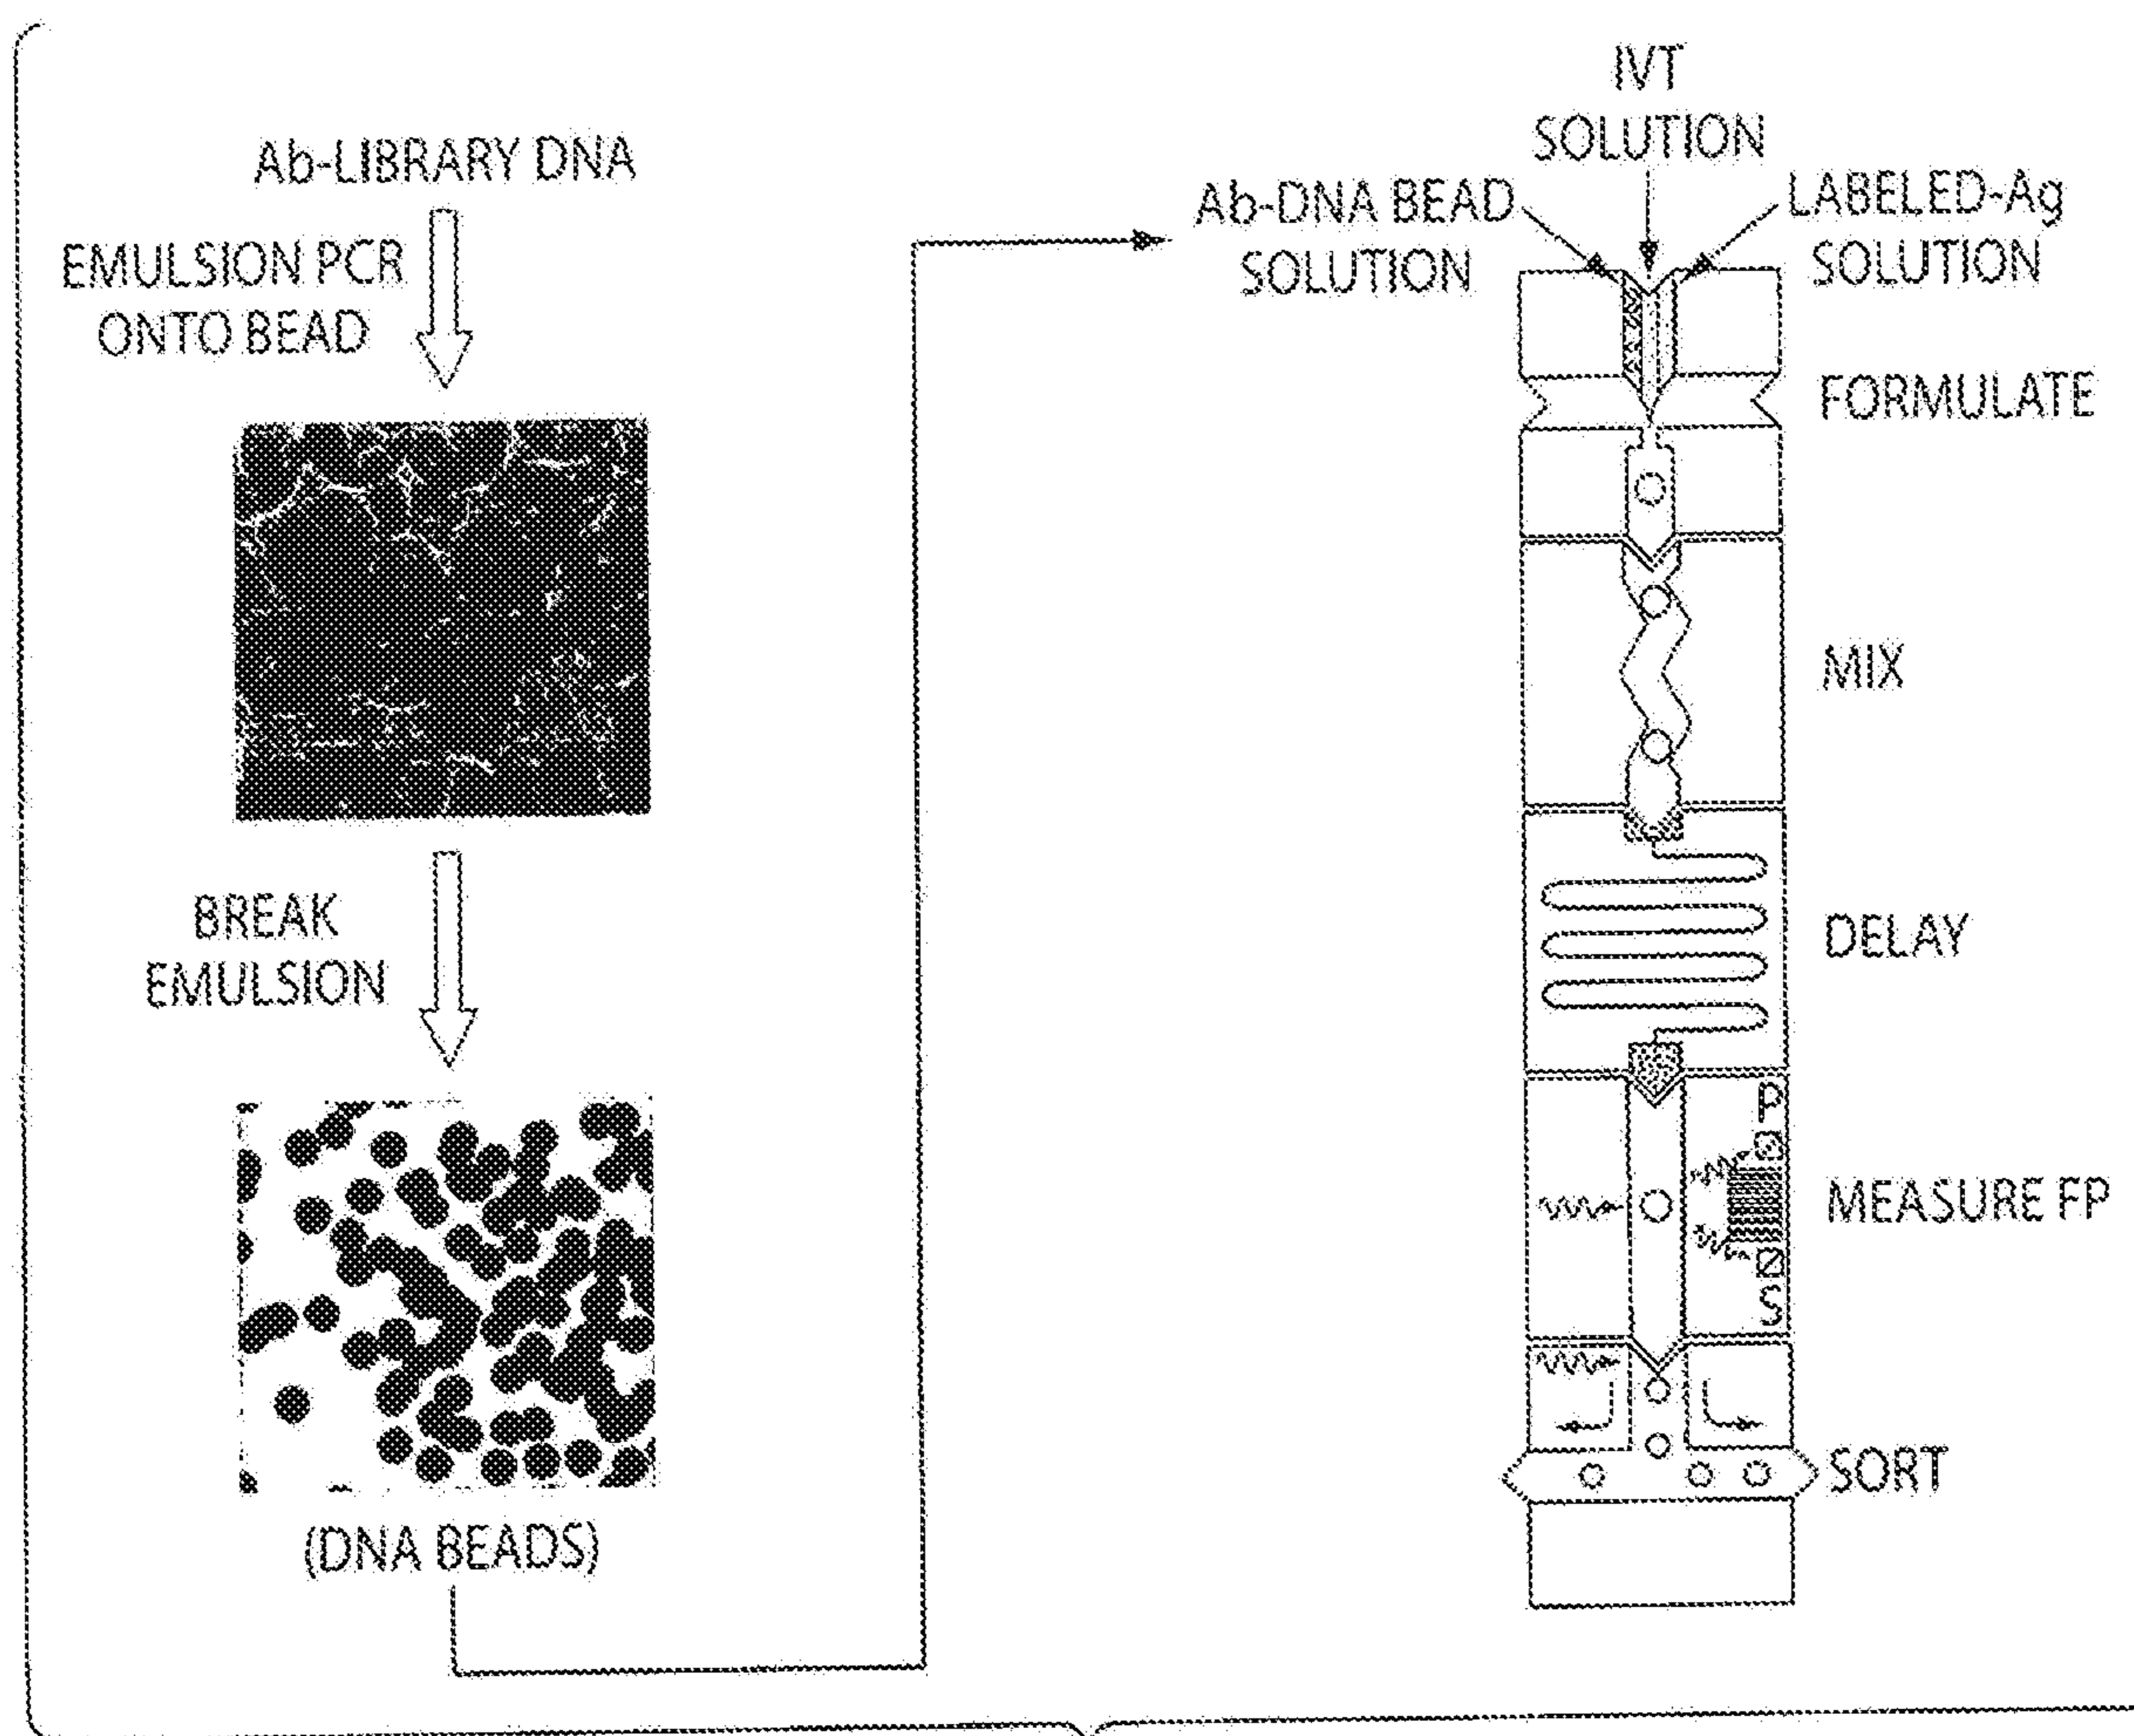 Ab-LIBRARY DNA
EMULSION PCR
ONTO BEAD
BREAK
EMULSION
(DNA BEADS)
IVT
SOLUTION
Ab-DNA BEAD
SOLUTION
LABELED-Ag
SOLUTION
FORMULATE
MIX
DELAY
P
MEASURE FP
S
SORT